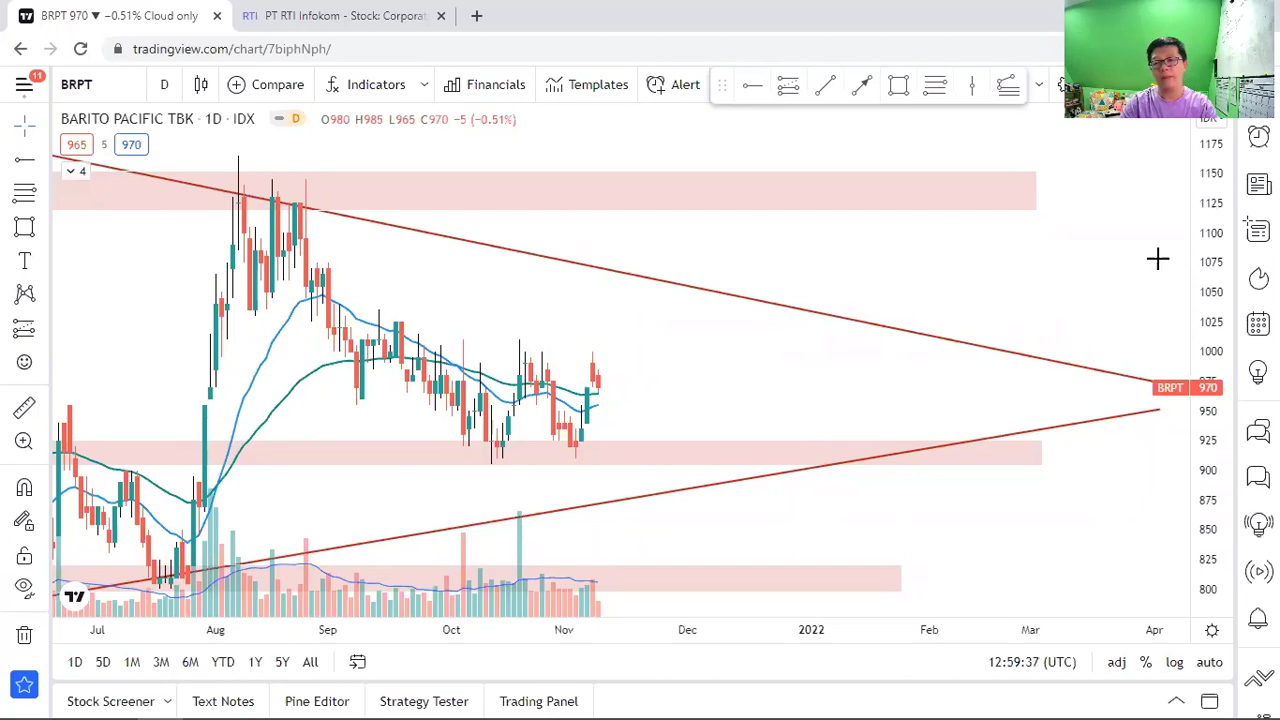 BRPT 970 ▼ −0.51% Cloud only
RTI PT RTI Infokom - Stock: Corporat
tradingview.com/chart/7biphNph/
11
BRPT
D
Compare
Indicators
Financials
Templates
Alert
BARITO PACIFIC TBK · 1D · IDX
D
O980 H985 L965 C970 −5 (−0.51%)
965
5
970
4
1175
1150
1125
1100
1075
1050
1025
1000
BRPT 970
950
925
900
875
850
825
800
Jul
Aug
Sep
Oct
Nov
Dec
2022
Feb
Mar
Apr
1D
5D
1M
3M
6M
YTD
1Y
5Y
All
12:59:37 (UTC)
adj
%
log
auto
Stock Screener
Text Notes
Pine Editor
Strategy Tester
Trading Panel